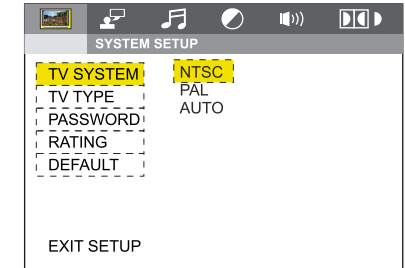 SYSTEM SETUP
TV SYSTEM NTSC
TV TYPE PAL
PASSWORD AUTO
RATING
DEFAULT
EXIT SETUP